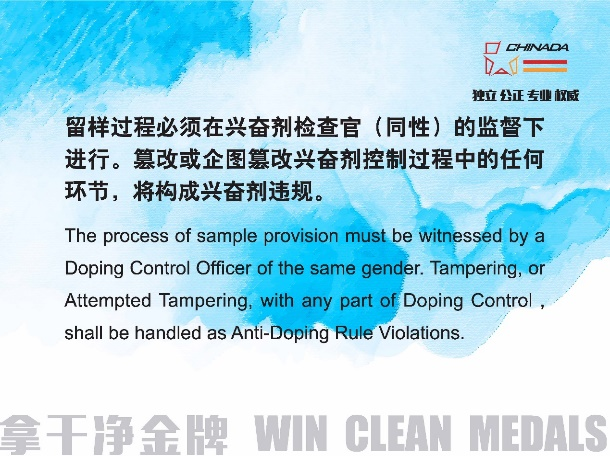 CHINADA
独立 公正 专业 权威
留样过程必须在兴奋剂检查官（同性）的监督下
进行。篡改或企图篡改兴奋剂控制过程中的任何
环节，将构成兴奋剂违规。
The process of sample provision must be witnessed by a
Doping Control Officer of the same gender. Tampering, or
Attempted Tampering, with any part of Doping Control ,
shall be handled as Anti-Doping Rule Violations.
拿干净金牌 WIN CLEAN MEDALS